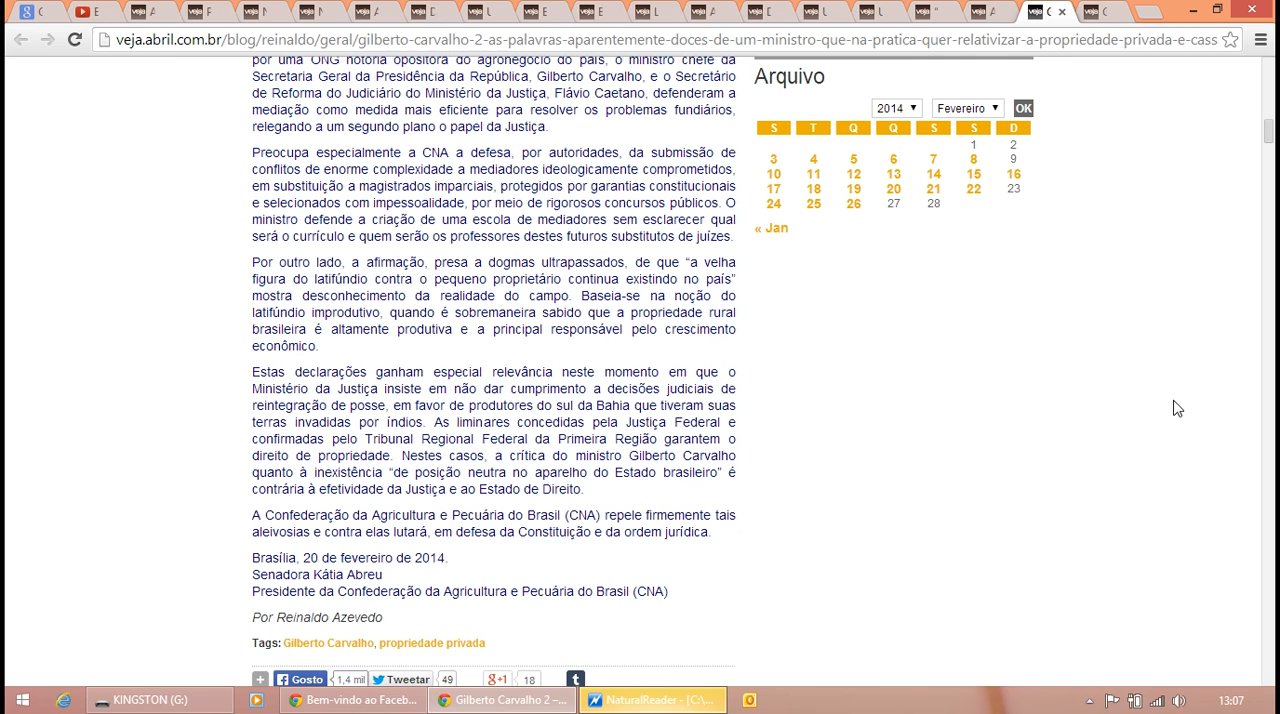 C
E
veja A
veja F
veja N
veja N
veja A
veja D
veja L
veja E
veja E
veja L
veja A
veja D
veja U
veja U
veja "
veja A
veja C ×
veja C
veja.abril.com.br/blog/reinaldo/geral/gilberto-carvalho-2-as-palavras-aparentemente-doces-de-um-ministro-que-na-pratica-quer-relativizar-a-propriedade-privada-e-cass
por uma ONG notória opositora do agronegócio do país, o ministro chefe da
Secretaria Geral da Presidência da República, Gilberto Carvalho, e o Secretário
de Reforma do Judiciário do Ministério da Justiça, Flávio Caetano, defenderam a
mediação como medida mais eficiente para resolver os problemas fundiários,
relegando a um segundo plano o papel da Justiça.
Preocupa especialmente a CNA a defesa, por autoridades, da submissão de
conflitos de enorme complexidade a mediadores ideologicamente comprometidos,
em substituição a magistrados imparciais, protegidos por garantias constitucionais
e selecionados com impessoalidade, por meio de rigorosos concursos públicos. O
ministro defende a criação de uma escola de mediadores sem esclarecer qual
será o currículo e quem serão os professores destes futuros substitutos de juízes.
Por outro lado, a afirmação, presa a dogmas ultrapassados, de que “a velha
figura do latifúndio contra o pequeno proprietário continua existindo no país”
mostra desconhecimento da realidade do campo. Baseia-se na noção do
latifúndio improdutivo, quando é sobremaneira sabido que a propriedade rural
brasileira é altamente produtiva e a principal responsável pelo crescimento
econômico.
Estas declarações ganham especial relevância neste momento em que o
Ministério da Justiça insiste em não dar cumprimento a decisões judiciais de
reintegração de posse, em favor de produtores do sul da Bahia que tiveram suas
terras invadidas por índios. As liminares concedidas pela Justiça Federal e
confirmadas pelo Tribunal Regional Federal da Primeira Região garantem o
direito de propriedade. Nestes casos, a crítica do ministro Gilberto Carvalho
quanto à inexistência “de posição neutra no aparelho do Estado brasileiro” é
contrária à efetividade da Justiça e ao Estado de Direito.
A Confederação da Agricultura e Pecuária do Brasil (CNA) repele firmemente tais
aleivosias e contra elas lutará, em defesa da Constituição e da ordem jurídica.
Brasília, 20 de fevereiro de 2014.
Senadora Kátia Abreu
Presidente da Confederação da Agricultura e Pecuária do Brasil (CNA)
Por Reinaldo Azevedo
Tags: Gilberto Carvalho, propriedade privada
Gosto 1,4 mil Tweetar 49 g+1 18 t
Arquivo
2014 Fevereiro OK
S T Q Q S S D
1 2
3 4 5 6 7 8 9
10 11 12 13 14 15 16
17 18 19 20 21 22 23
24 25 26 27 28
« Jan
KINGSTON (G:) Bem-vindo ao Faceb... Gilberto Carvalho 2 –... NaturalReader - [C:\... 13:07